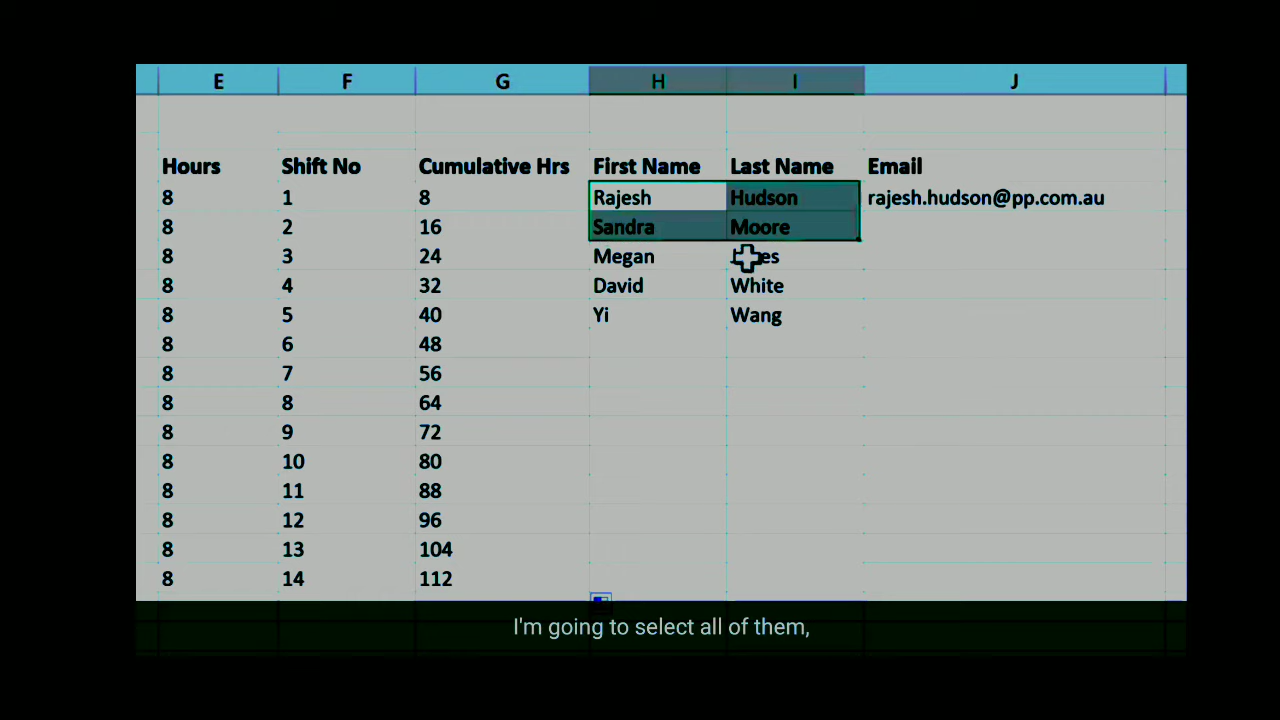 E F G H I J
Hours Shift No Cumulative Hrs First Name Last Name Email
8 1 8 Rajesh Hudson rajesh.hudson@pp.com.au
8 2 16 Sandra Moore
8 3 24 Megan
8 4 32 David White
8 5 40 Yi Wang
8 6 48
8 7 56
8 8 64
8 9 72
8 10 80
8 11 88
8 12 96
8 13 104
8 14 112
I'm going to select all of them,